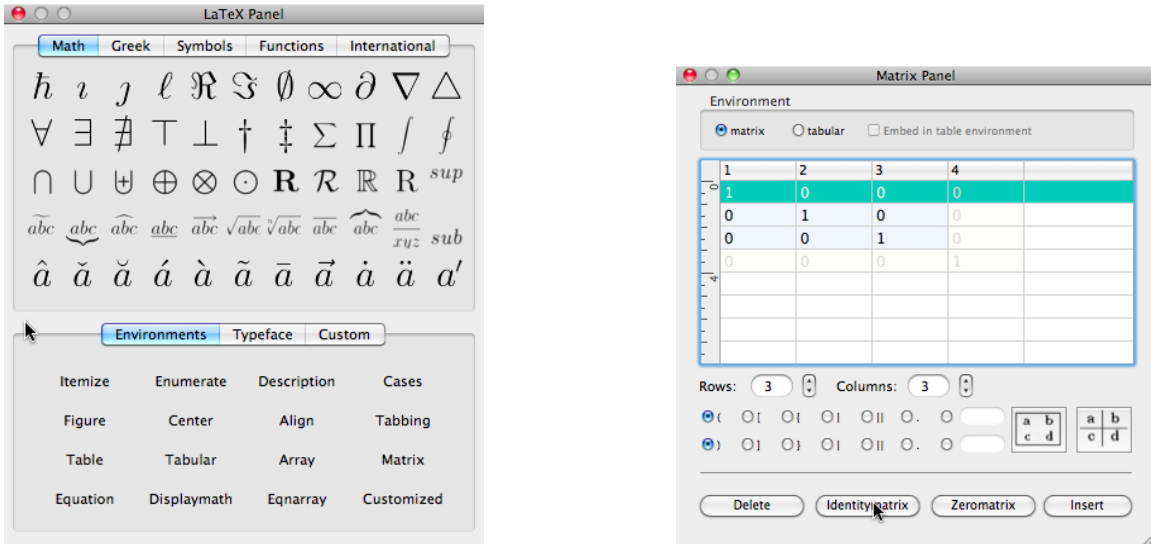 LaTeX Panel
Math Greek Symbols Functions International
ℏ ı ȷ ℓ ℜ ℑ ∅ ∞ ∂ ∇ △
∀ ∃ ∄ ⊤ ⊥ † ‡ Σ Π ∫ ∮
∩ ∪ ⊎ ⊕ ⊗ ⊙ R R ℝ R sup
abc abc abc abc abc √abc ∜abc abc abc abc xyz sub
â ǎ ă á à ã ā a⃗ ȧ ä a′
Environments Typeface Custom
Itemize Enumerate Description Cases
Figure Center Align Tabbing
Table Tabular Array Matrix
Equation Displaymath Eqnarray Customized
Matrix Panel
Environment
matrix tabular Embed in table environment
1 2 3 4
0
1 0 0 0
0 1 0 0
0 0 1 0
4
0 0 0 1
Rows: 3 Columns: 3
( [ { | || .
) ] } | || .
a b
c d
a b
c d
Delete Identitymatrix Zeromatrix Insert